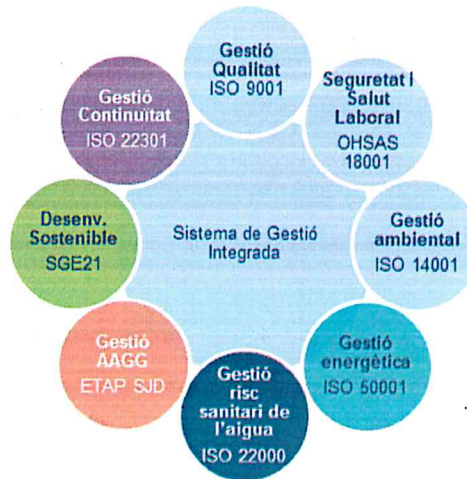 Gestió
Qualitat
ISO 9001
Seguretat i
Salut
Laboral
OHSAS
18001
Gestió
ambiental
ISO 14001
Gestió
energètica
ISO 50001
Gestió
risc
sanitari de
l'aigua
ISO 22000
Gestió
AAGG
ETAP SJD
Desenv.
Sostenible
SGE21
Gestió
Continuïtat
ISO 22301
Sistema de Gestió
Integrada